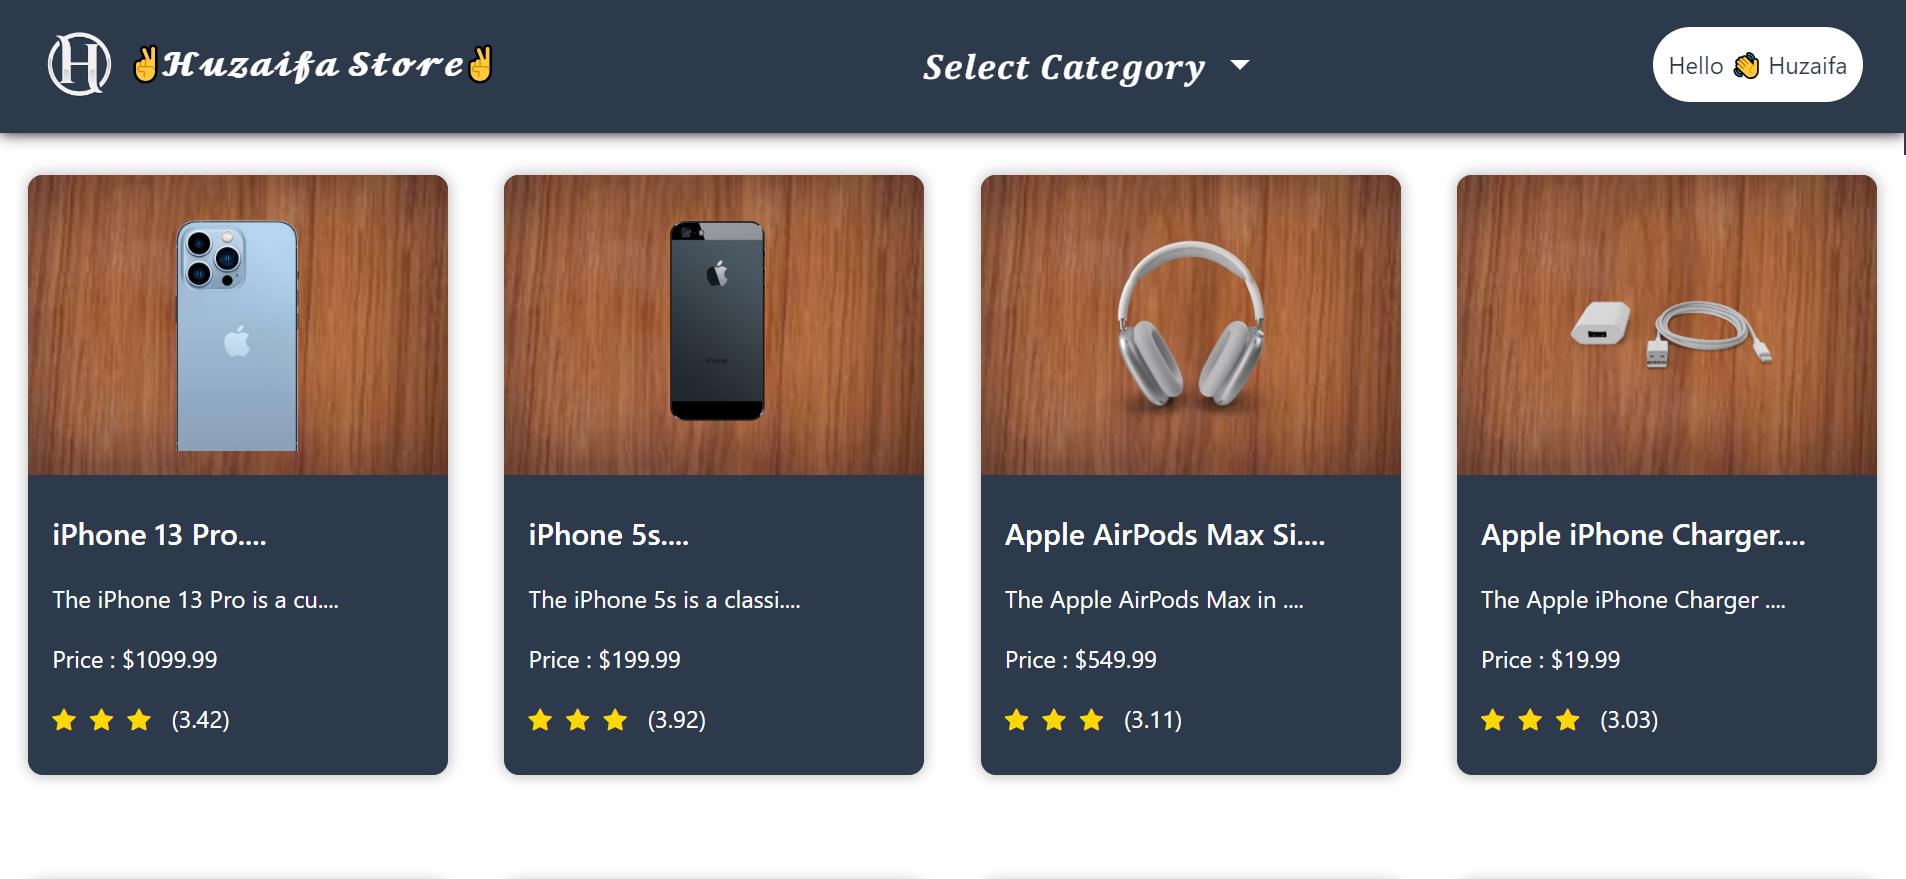 ✌Huzaifa Store✌
Select Category
Hello 👋 Huzaifa
iPhone
iPhone 13 Pro....
The iPhone 13 Pro is a cu....
Price : $1099.99
(3.42)
iPhone 5s....
The iPhone 5s is a classi....
Price : $199.99
(3.92)
Apple AirPods Max Si....
The Apple AirPods Max in ....
Price : $549.99
(3.11)
Apple iPhone Charger....
The Apple iPhone Charger ....
Price : $19.99
(3.03)